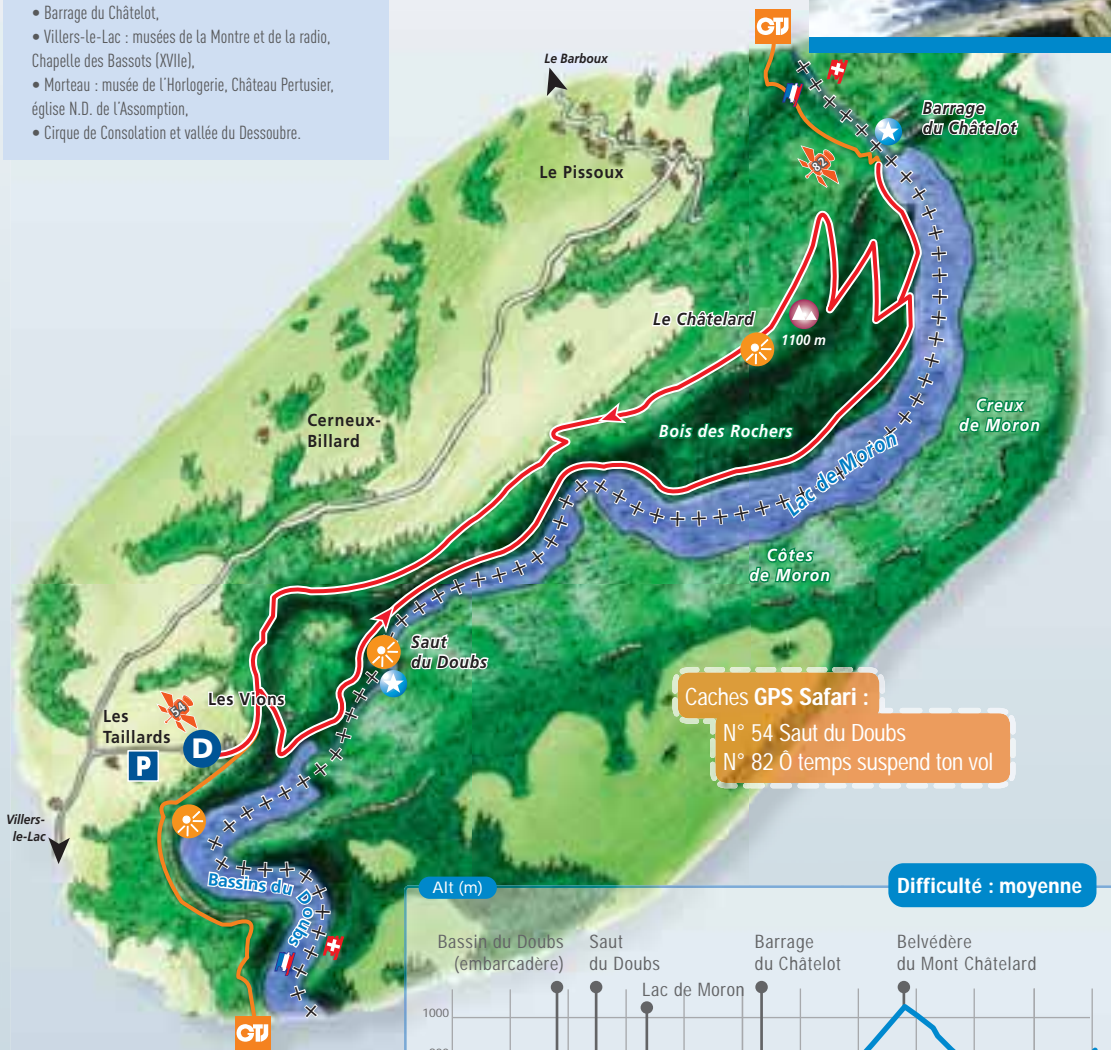 • Barrage du Châtelot,
• Villers-le-Lac : musées de la Montre et de la radio,
Chapelle des Bassots (XVIIe),
• Morteau : musée de l'Horlogerie, Château Pertusier,
église N.D. de l'Assomption,
• Cirque de Consolation et vallée du Dessoubre.
GTJ
Le Barboux
Barrage
du Châtelot
Le Pissoux
82
Le Châtelard
1100 m
Cerneux-
Billard
Bois des Rochers
Creux
de Moron
Lac de Moron
Côtes
de Moron
Saut
du Doubs
Les Vions
54
Les
Taillards
D
P
Caches GPS Safari :
N° 54 Saut du Doubs
N° 82 Ô temps suspend ton vol
Villers-
le-Lac
Bassins du Doubs
GTJ
Alt (m)
Difficulté : moyenne
Bassin du Doubs
(embarcadère)
Saut
du Doubs
Lac de Moron
Barrage
du Châtelot
Belvédère
du Mont Châtelard
1000